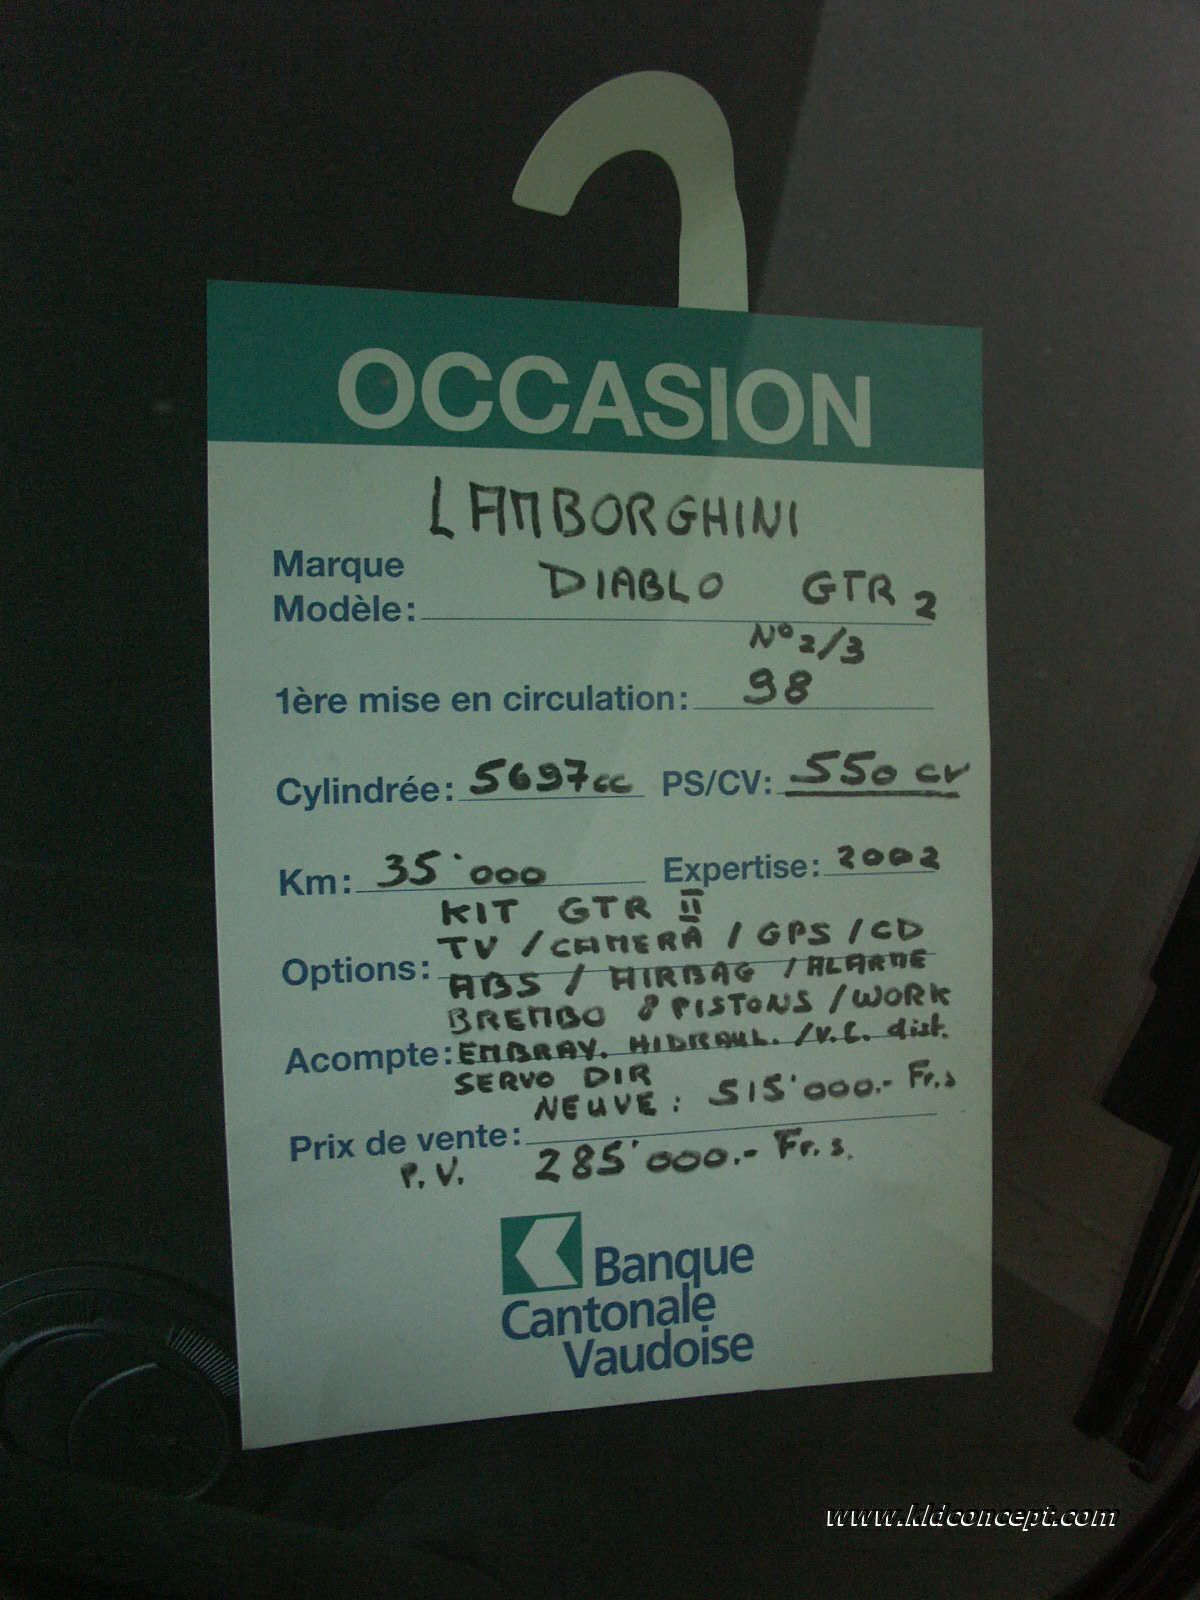 OCCASION
LAMBORGHINI
Marque
Modèle: DIABLO GTR 2
N° 2/3
1ère mise en circulation: 98
Cylindrée: 5697cc PS/CV: 550 cv
Km: 35'000 Expertise: 2002
KIT GTR II
TV / CAMERA / GPS / CD
Options: ABS / AIRBAG / ALARME
BREMBO 8 PISTONS / WORK
Acompte: EMBRAY. HIDRAUL. / V.C. dist.
SERVO DIR
NEUVE: 515'000.- Fr.s
Prix de vente:
P.V. 285'000.- Fr. s.
Banque
Cantonale
Vaudoise
www.kldconcept.com